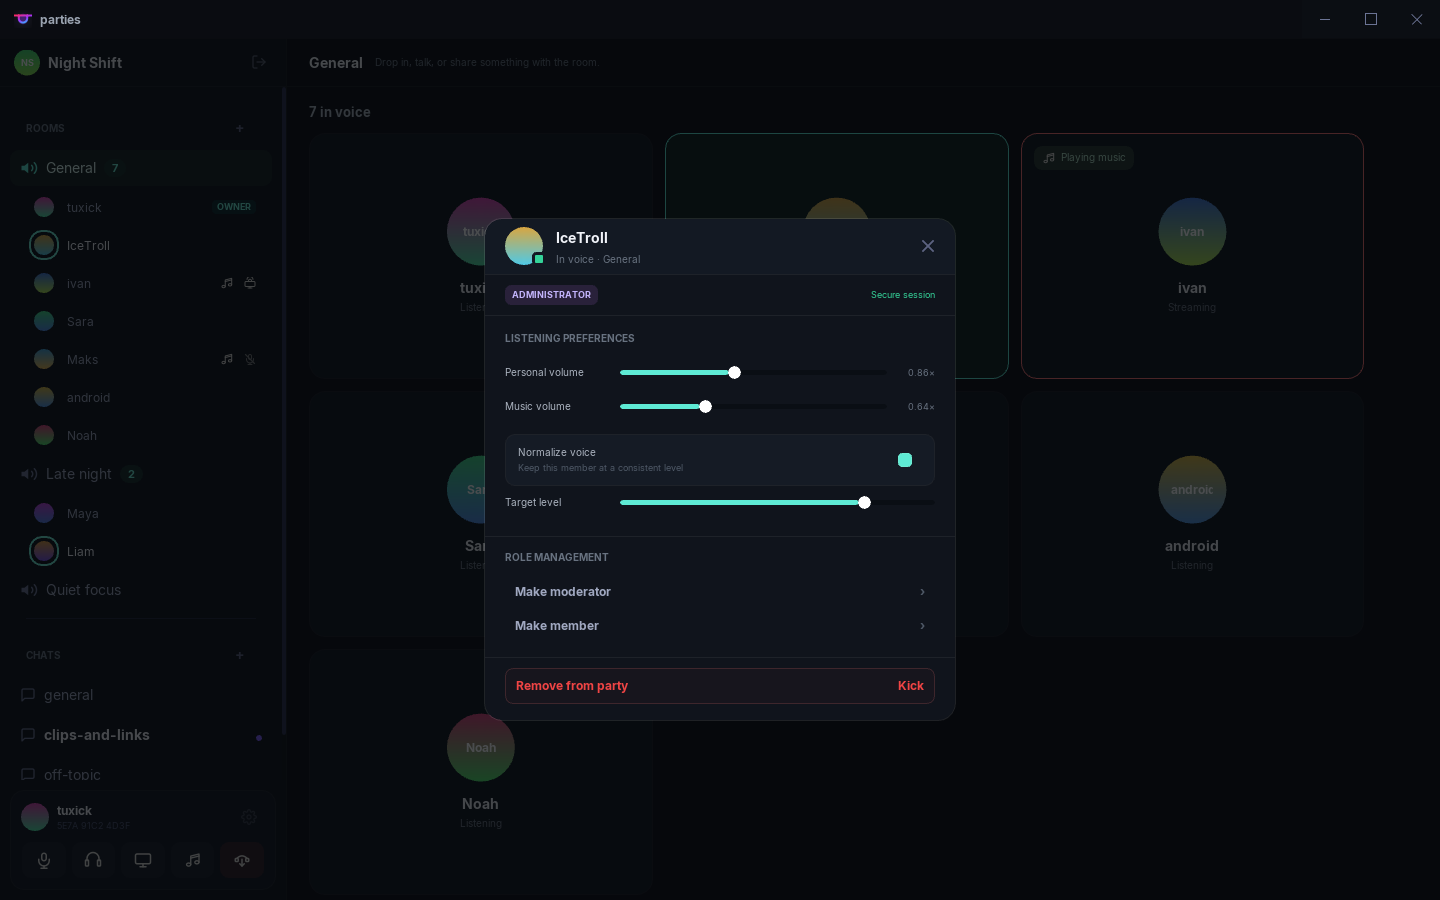 parties
NS Night Shift
General Drop in, talk, or share something with the room.
7 in voice
ROOMS +
General 7
tuxick OWNER
IceTroll
ivan
Sara
Maks
android
Noah
Late night 2
Maya
Liam
Quiet focus
CHATS +
general
clips-and-links
off-topic
tuxick
Playing music
ivan
ivan
Streaming
android
android
Listening
Noah
Noah
Listening
IceTroll
In voice · General
ADMINISTRATOR Secure session
LISTENING PREFERENCES
Personal volume 0.86×
Music volume 0.64×
Normalize voice
Keep this member at a consistent level
Target level
ROLE MANAGEMENT
Make moderator ›
Make member ›
Remove from party Kick